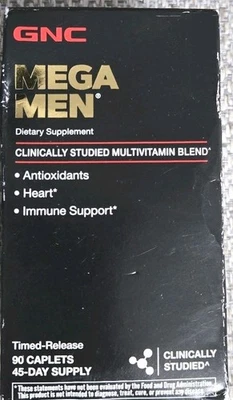 GNC
MEGA
MEN®
Dietary Supplement
CLINICALLY STUDIED MULTIVITAMIN BLEND^
• Antioxidants
• Heart*
• Immune Support*
Timed-Release
90 CAPLETS
45-DAY SUPPLY
CLINICALLY
STUDIED^
*These statements have not been evaluated by the Food and Drug Administration.
This product is not intended to diagnose, treat, cure, or prevent any disease.